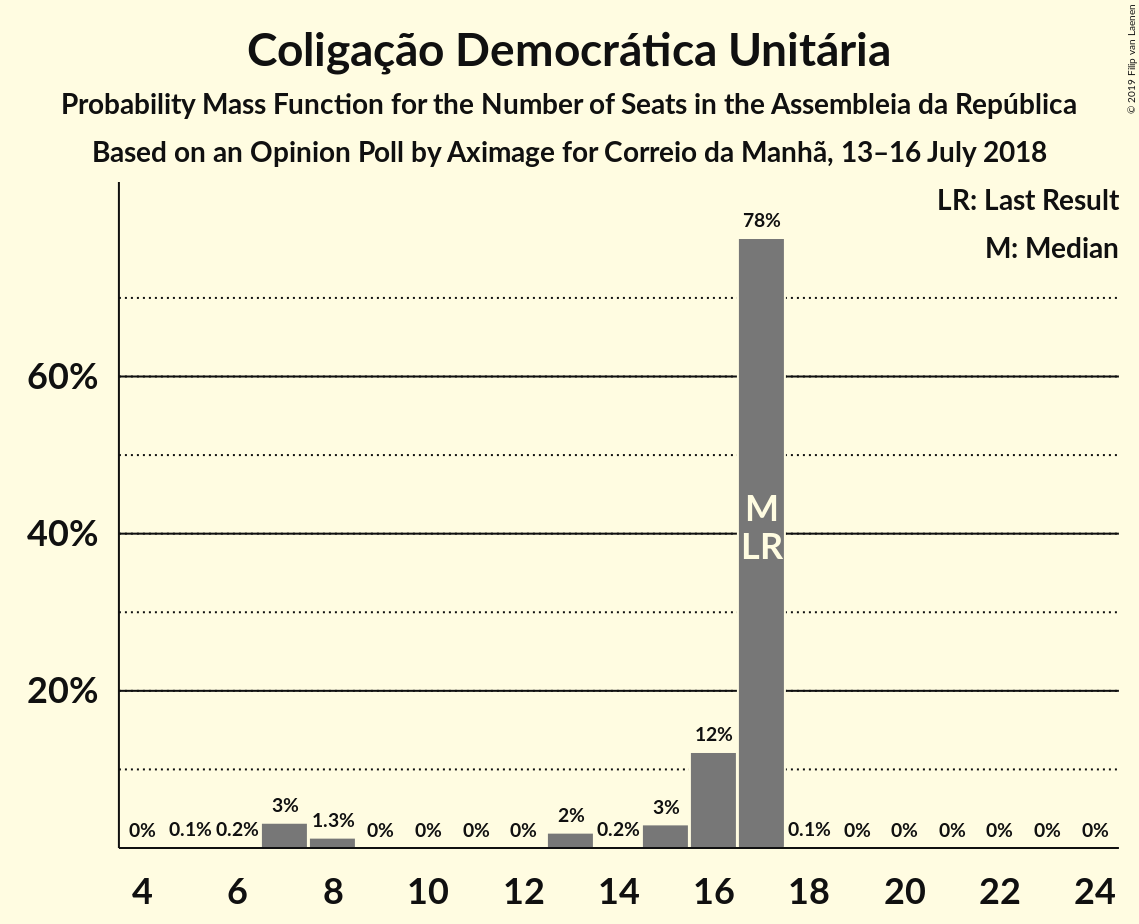 Coligação Democrática Unitária
Probability Mass Function for the Number of Seats in the Assembleia da República
Based on an Opinion Poll by Aximage for Correio da Manhã, 13–16 July 2018
© 2019 Filip van Laenen
LR: Last Result
M: Median
60%
40%
20%
0% 0.1% 0.2% 3% 1.3% 0% 0% 0% 0% 2% 0.2% 3% 12% 78% 0.1% 0% 0% 0% 0% 0% 0%
M
LR
4 6 8 10 12 14 16 18 20 22 24